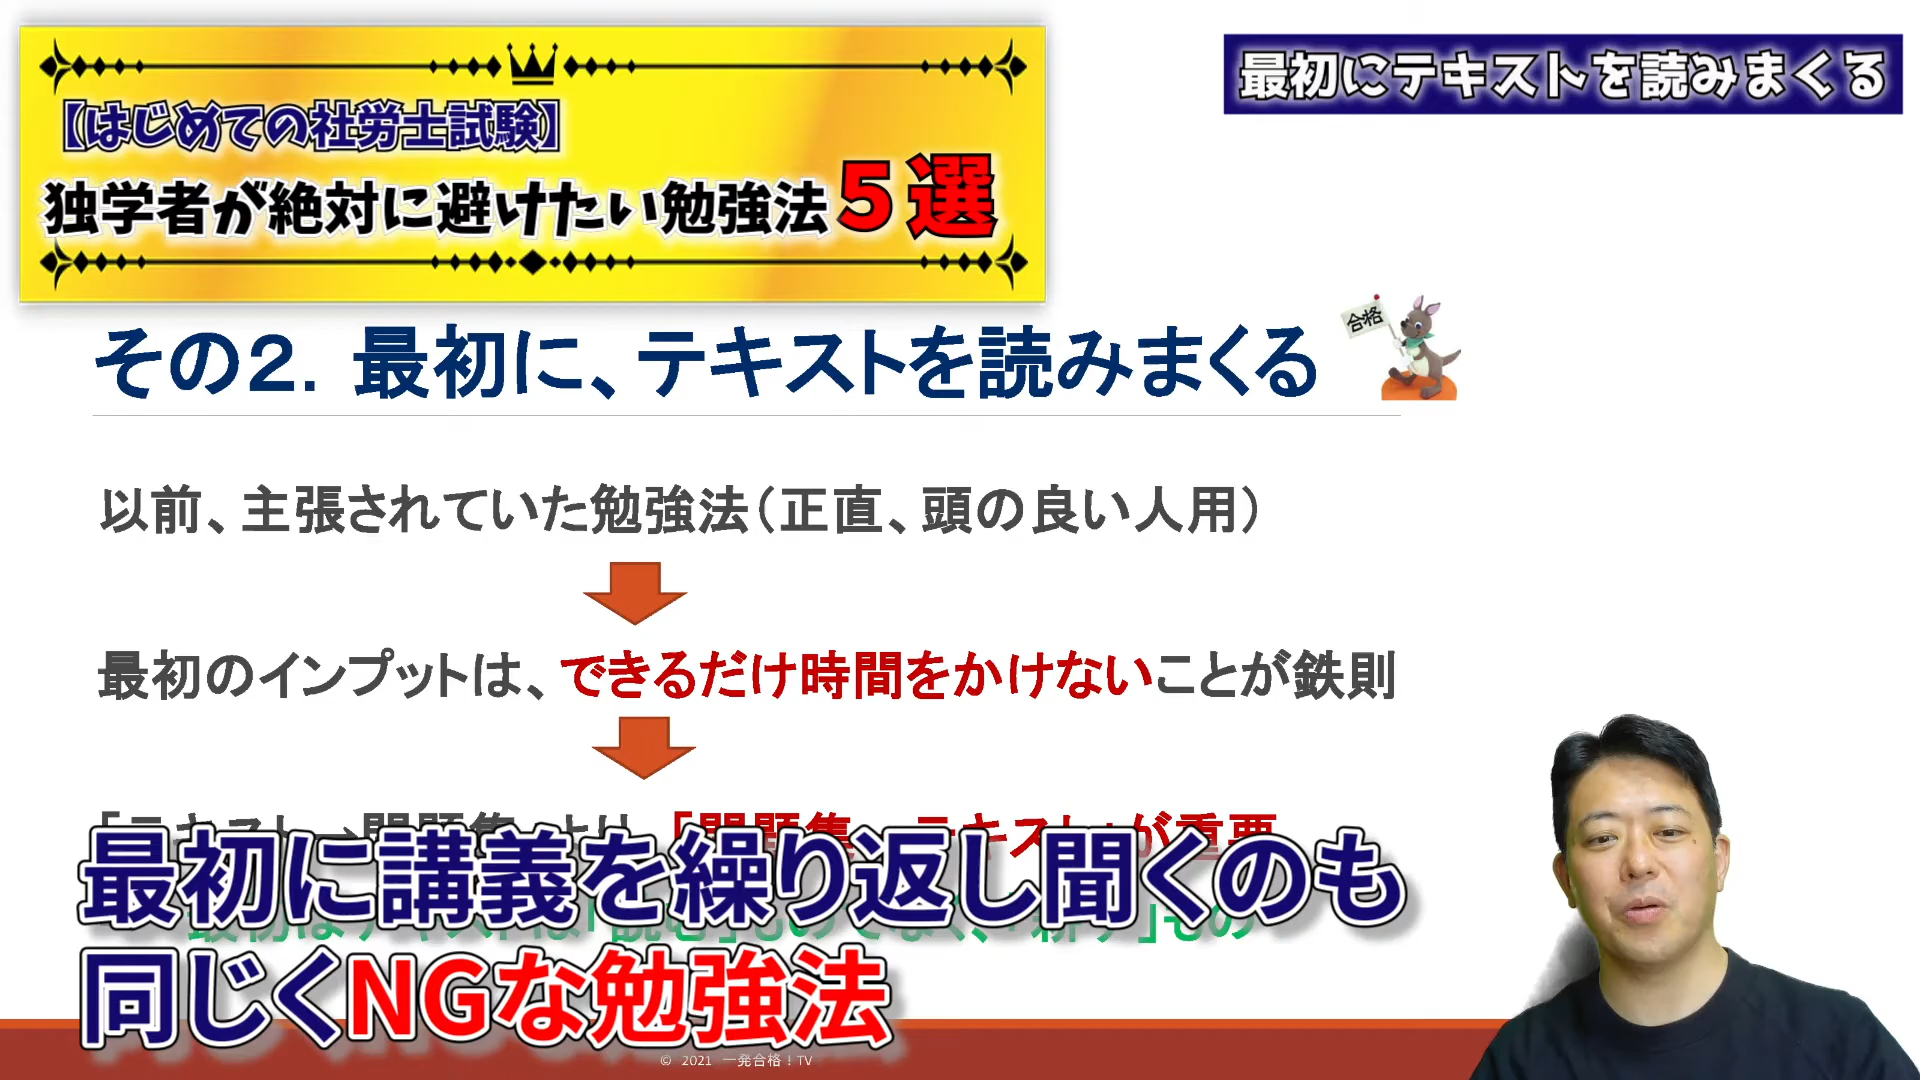 【はじめての社労士試験】
独学者が絶対に避けたい勉強法5選
最初にテキストを読みまくる
その2．最初に、テキストを読みまくる
合格
以前、主張されていた勉強法（正直、頭の良い人用）
最初のインプットは、できるだけ時間をかけないことが鉄則
最初に講義を繰り返し聞くのも
同じくNGな勉強法
© 2021 一発合格！TV